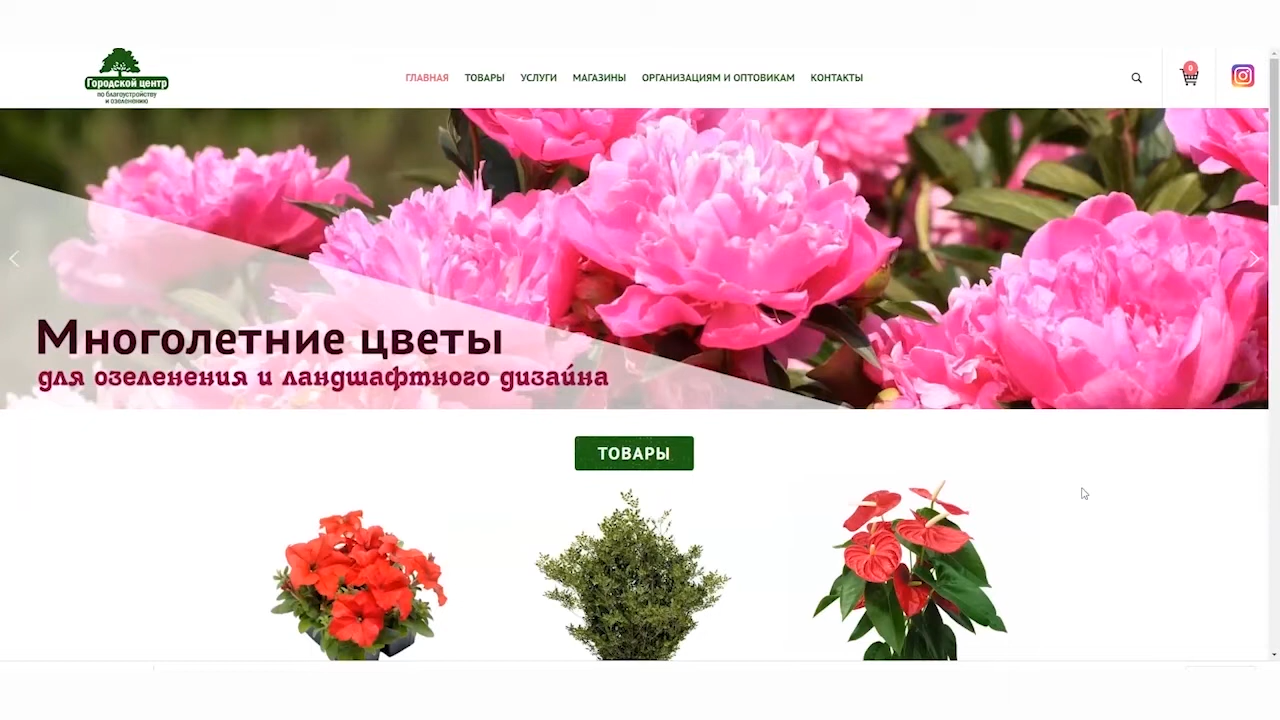 Городской центр
по благоустройству
и озеленению
ГЛАВНАЯ ТОВАРЫ УСЛУГИ МАГАЗИНЫ ОРГАНИЗАЦИЯМ И ОПТОВИКАМ КОНТАКТЫ
0
Многолетние цветы
для озеленения и ландшафтного дизайна
ТОВАРЫ